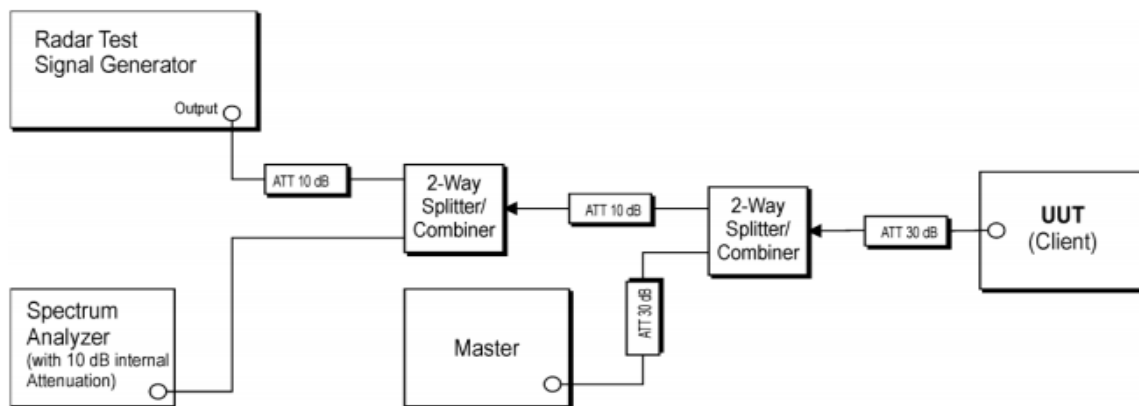 Radar Test
Signal Generator
Output
ATT 10 dB
2-Way
Splitter/
Combiner
ATT 10 dB
2-Way
Splitter/
Combiner
ATT 30 dB
UUT
(Client)
Spectrum
Analyzer
(with 10 dB internal
Attenuation)
Master
ATT 30 dB